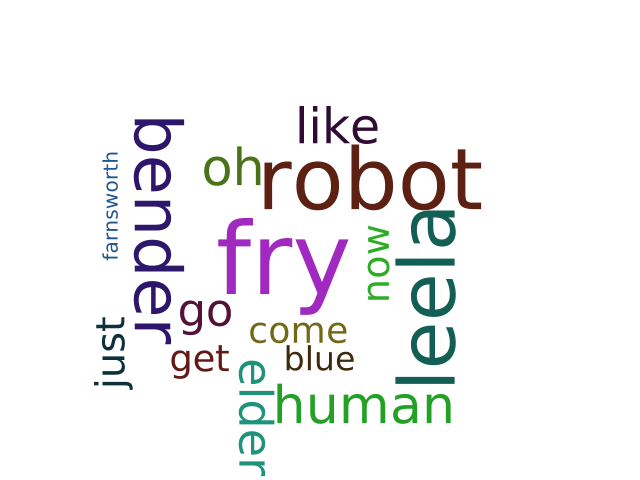 like
oh
robot
bender
farnsworth
fry
leela
now
go
just
come
get
blue
elder
human